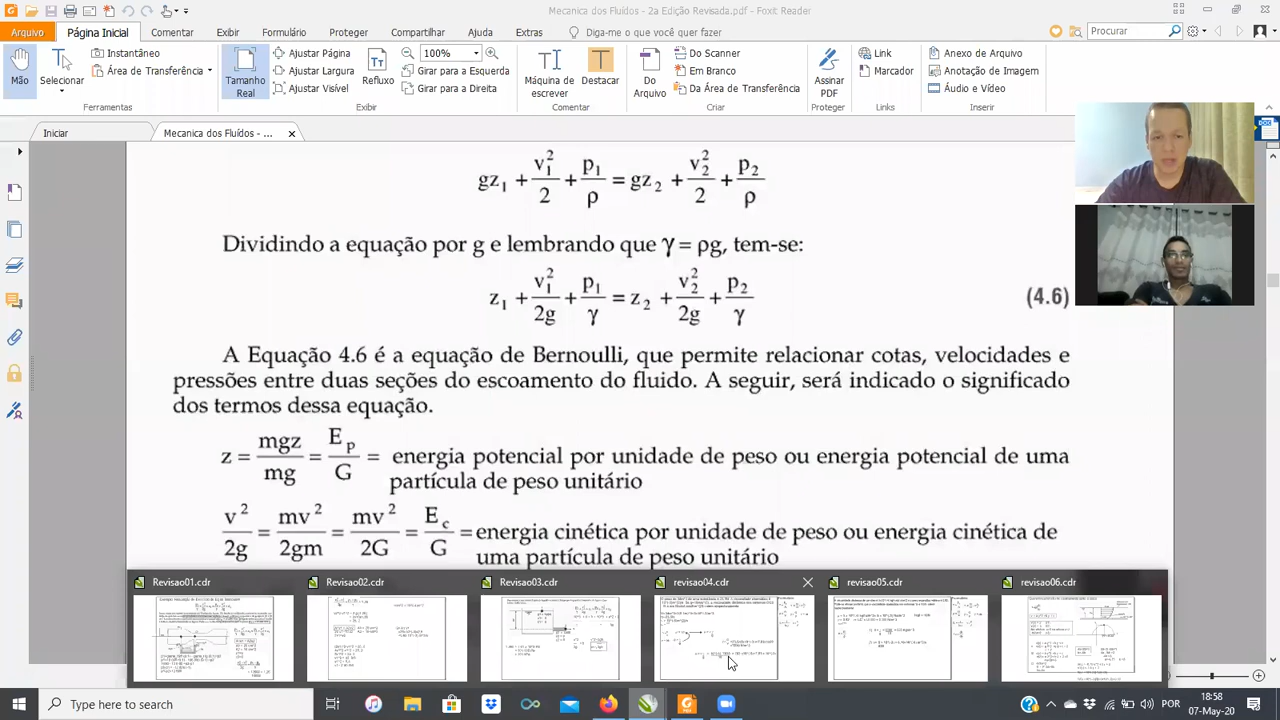 Mecanica dos Fluídos - 2a Edição Revisada.pdf - Foxit Reader
Arquivo
Página Inicial
Comentar
Exibir
Formulário
Proteger
Compartilhar
Ajuda
Extras
Diga-me o que você quer
Procurar
Mão
Selecionar
Instantâneo
Área de Transferência
Ferramentas
Tamanho Real
Ajustar Página
Ajustar Largura
Ajustar Visível
Refluxo
100%
Girar para a Esquerda
Girar para a Direita
Exibir
Máquina de escrever
Destacar
Comentar
Do Arquivo
Do Scanner
Em Branco
Da Área de Transferência
Criar
Assinar PDF
Proteger
Link
Marcador
Links
Anexo de Arquivo
Anotação de Imagem
Áudio e Vídeo
Inserir
Iniciar
Mecanica dos Fluídos - ...
gz₁ + v₁²/2 + p₁/ρ = gz₂ + v₂²/2 + p₂/ρ
Dividindo a equação por g e lembrando que γ = ρg, tem-se:
z₁ + v₁²/2g + p₁/γ = z₂ + v₂²/2g + p₂/γ (4.6)
A Equação 4.6 é a equação de Bernoulli, que permite relacionar cotas, velocidades e
pressões entre duas seções do escoamento do fluido. A seguir, será indicado o significado
dos termos dessa equação.
z = mgz/mg = Eₚ/G = energia potencial por unidade de peso ou energia potencial de uma
partícula de peso unitário
v²/2g = mv²/2gm = mv²/2G = E꜀/G = energia cinética por unidade de peso ou energia cinética de
uma partícula de peso unitário
Revisao01.cdr
Revisao02.cdr
Revisao03.cdr
revisao04.cdr
revisao05.cdr
revisao06.cdr
Type here to search
POR
18:58
07-May-20